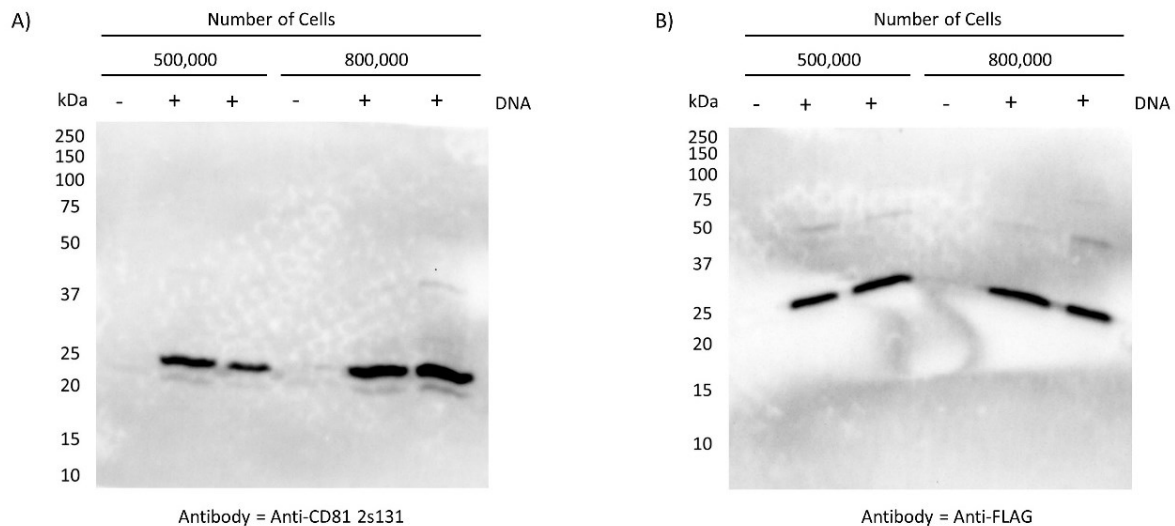 A)
Number of Cells
500,000 800,000
kDa - + + - + + DNA
250
150
100
75
50
37
25
20
15
10
Antibody = Anti-CD81 2s131
B)
Number of Cells
500,000 800,000
kDa - + + - + + DNA
250
150
100
75
50
37
25
20
15
10
Antibody = Anti-FLAG